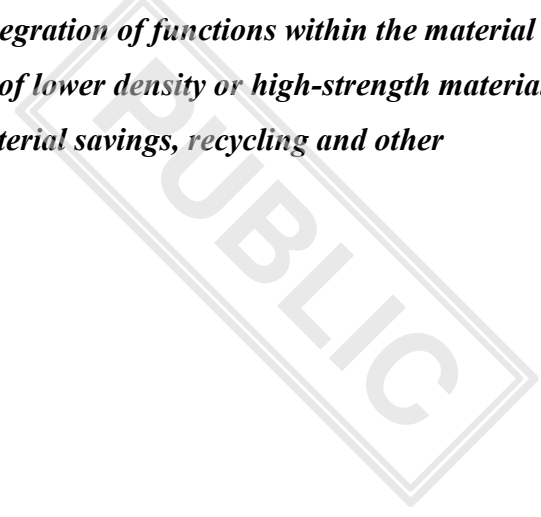 egration of functions within the material
of lower density or high-strength material
terial savings, recycling and other
PUBLIC